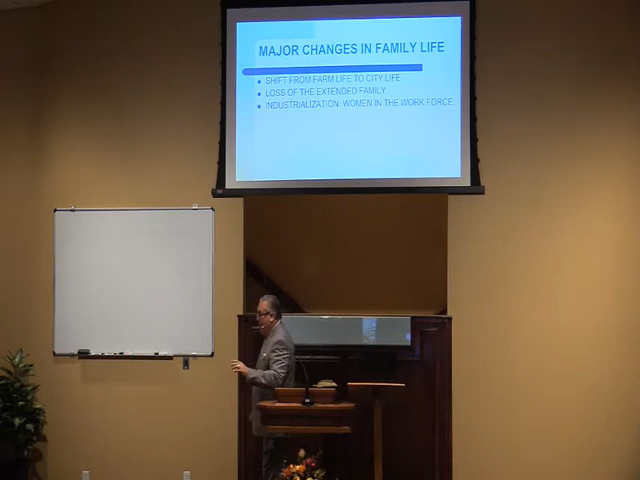 MAJOR CHANGES IN FAMILY LIFE
SHIFT FROM FARM LIFE TO CITY LIFE
LOSS OF THE EXTENDED FAMILY
INDUSTRIALIZATION: WOMEN IN THE WORK FORCE